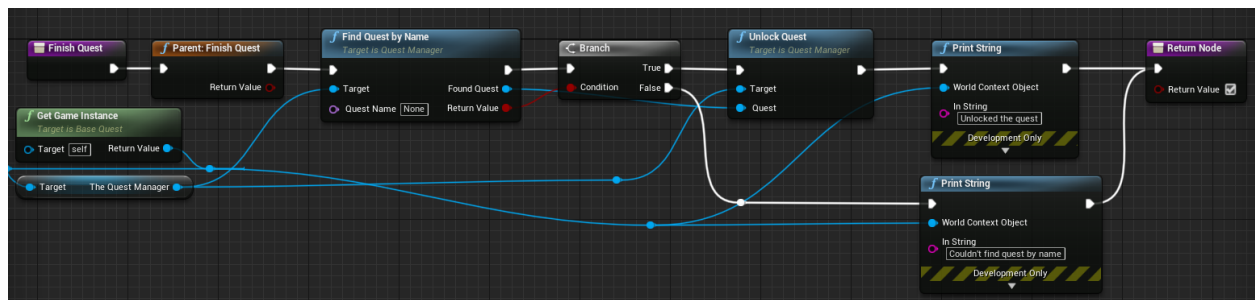 Finish Quest
Parent: Finish Quest
Return Value
Find Quest by Name
Target is Quest Manager
Target
Found Quest
Quest Name None
Return Value
Branch
True
Condition
False
Unlock Quest
Target is Quest Manager
Target
Quest
Print String
World Context Object
In String
Unlocked the quest
Development Only
Return Node
Return Value
Get Game Instance
Target is Base Quest
Target self
Return Value
Target
The Quest Manager
Print String
World Context Object
In String
Couldn't find quest by name
Development Only